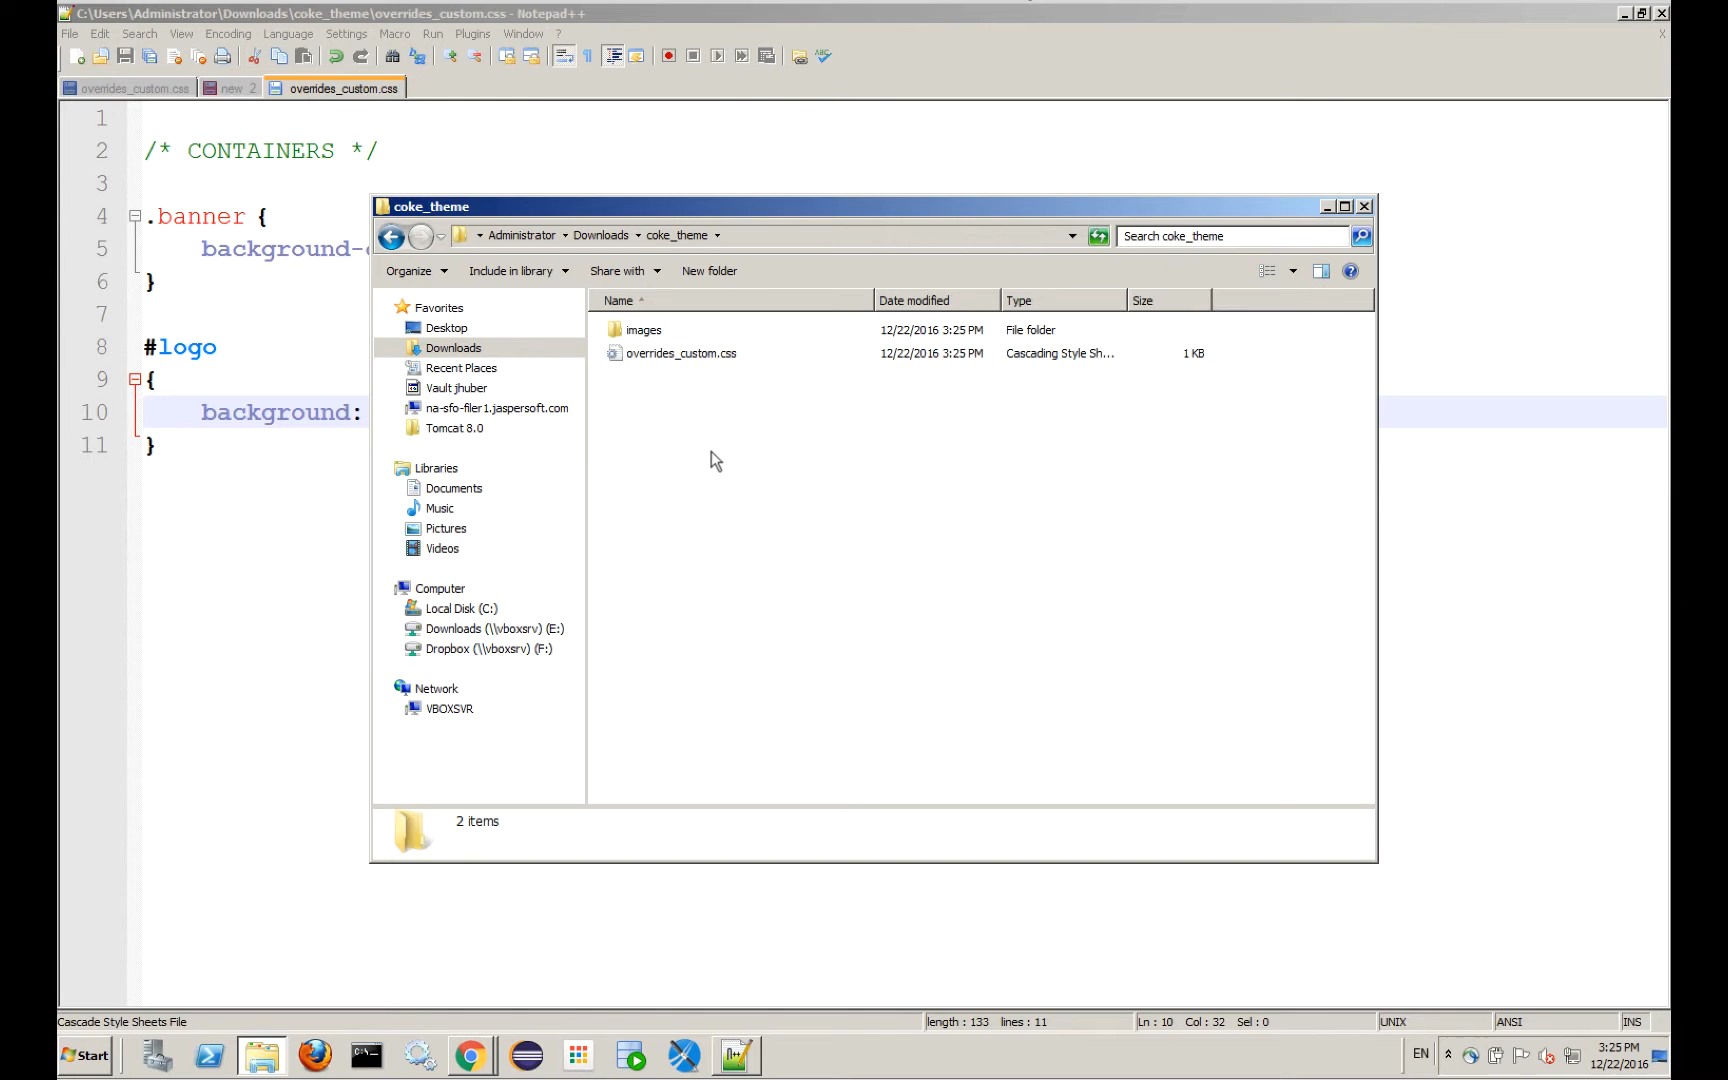 C:\Users\Administrator\Downloads\coke_theme\overrides_custom.css - Notepad++
File Edit Search View Encoding Language Settings Macro Run Plugins Window ? X
overrides_custom.css new 2 overrides_custom.css
1
2 /* CONTAINERS */
3
4 .banner {
5 background-
6 }
7
8 #logo
9 {
10 background:
11 }
coke_theme
Administrator Downloads coke_theme Search coke_theme
Organize Include in library Share with New folder
Name Date modified Type Size
images 12/22/2016 3:25 PM File folder
overrides_custom.css 12/22/2016 3:25 PM Cascading Style Sh... 1 KB
Favorites
Desktop
Downloads
Recent Places
Vault jhuber
na-sfo-filer1.jaspersoft.com
Tomcat 8.0
Libraries
Documents
Music
Pictures
Videos
Computer
Local Disk (C:)
Downloads (\\vboxsrv) (E:)
Dropbox (\\vboxsrv) (F:)
Network
VBOXSVR
2 items
Cascade Style Sheets File length : 133 lines : 11 Ln : 10 Col : 32 Sel : 0 UNIX ANSI INS
Start EN 3:25 PM
12/22/2016